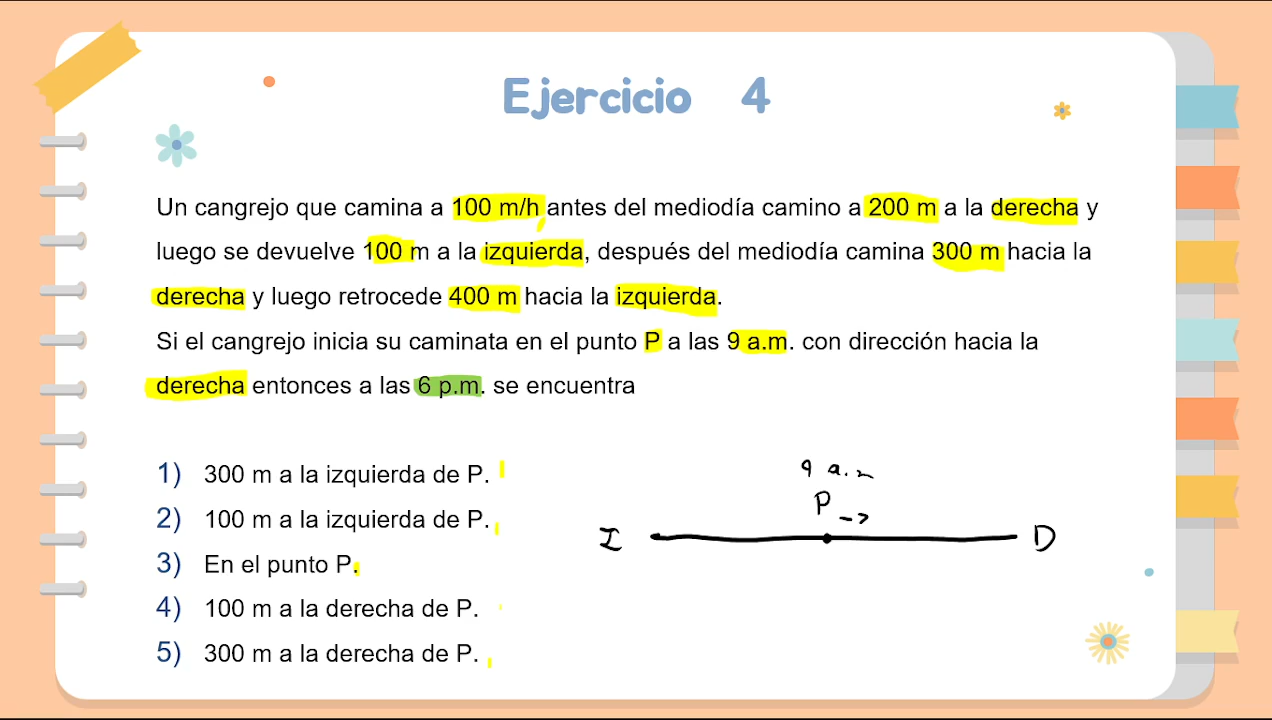 Ejercicio 4
Un cangrejo que camina a 100 m/h antes del mediodía camino a 200 m a la derecha y
luego se devuelve 100 m a la izquierda, después del mediodía camina 300 m hacia la
derecha y luego retrocede 400 m hacia la izquierda.
Si el cangrejo inicia su caminata en el punto P a las 9 a.m. con dirección hacia la
derecha entonces a las 6 p.m. se encuentra
1) 300 m a la izquierda de P.
2) 100 m a la izquierda de P.
3) En el punto P.
4) 100 m a la derecha de P.
5) 300 m a la derecha de P.
9 a.m
P
I D